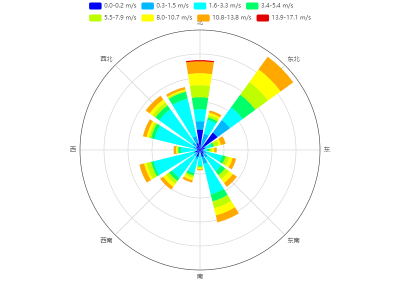 0.0-0.2 m/s 0.3-1.5 m/s 1.6-3.3 m/s 3.4-5.4 m/s
5.5-7.9 m/s 8.0-10.7 m/s 10.8-13.8 m/s 13.9-17.1 m/s
北
西北 东北
西 东
西南 东南
南